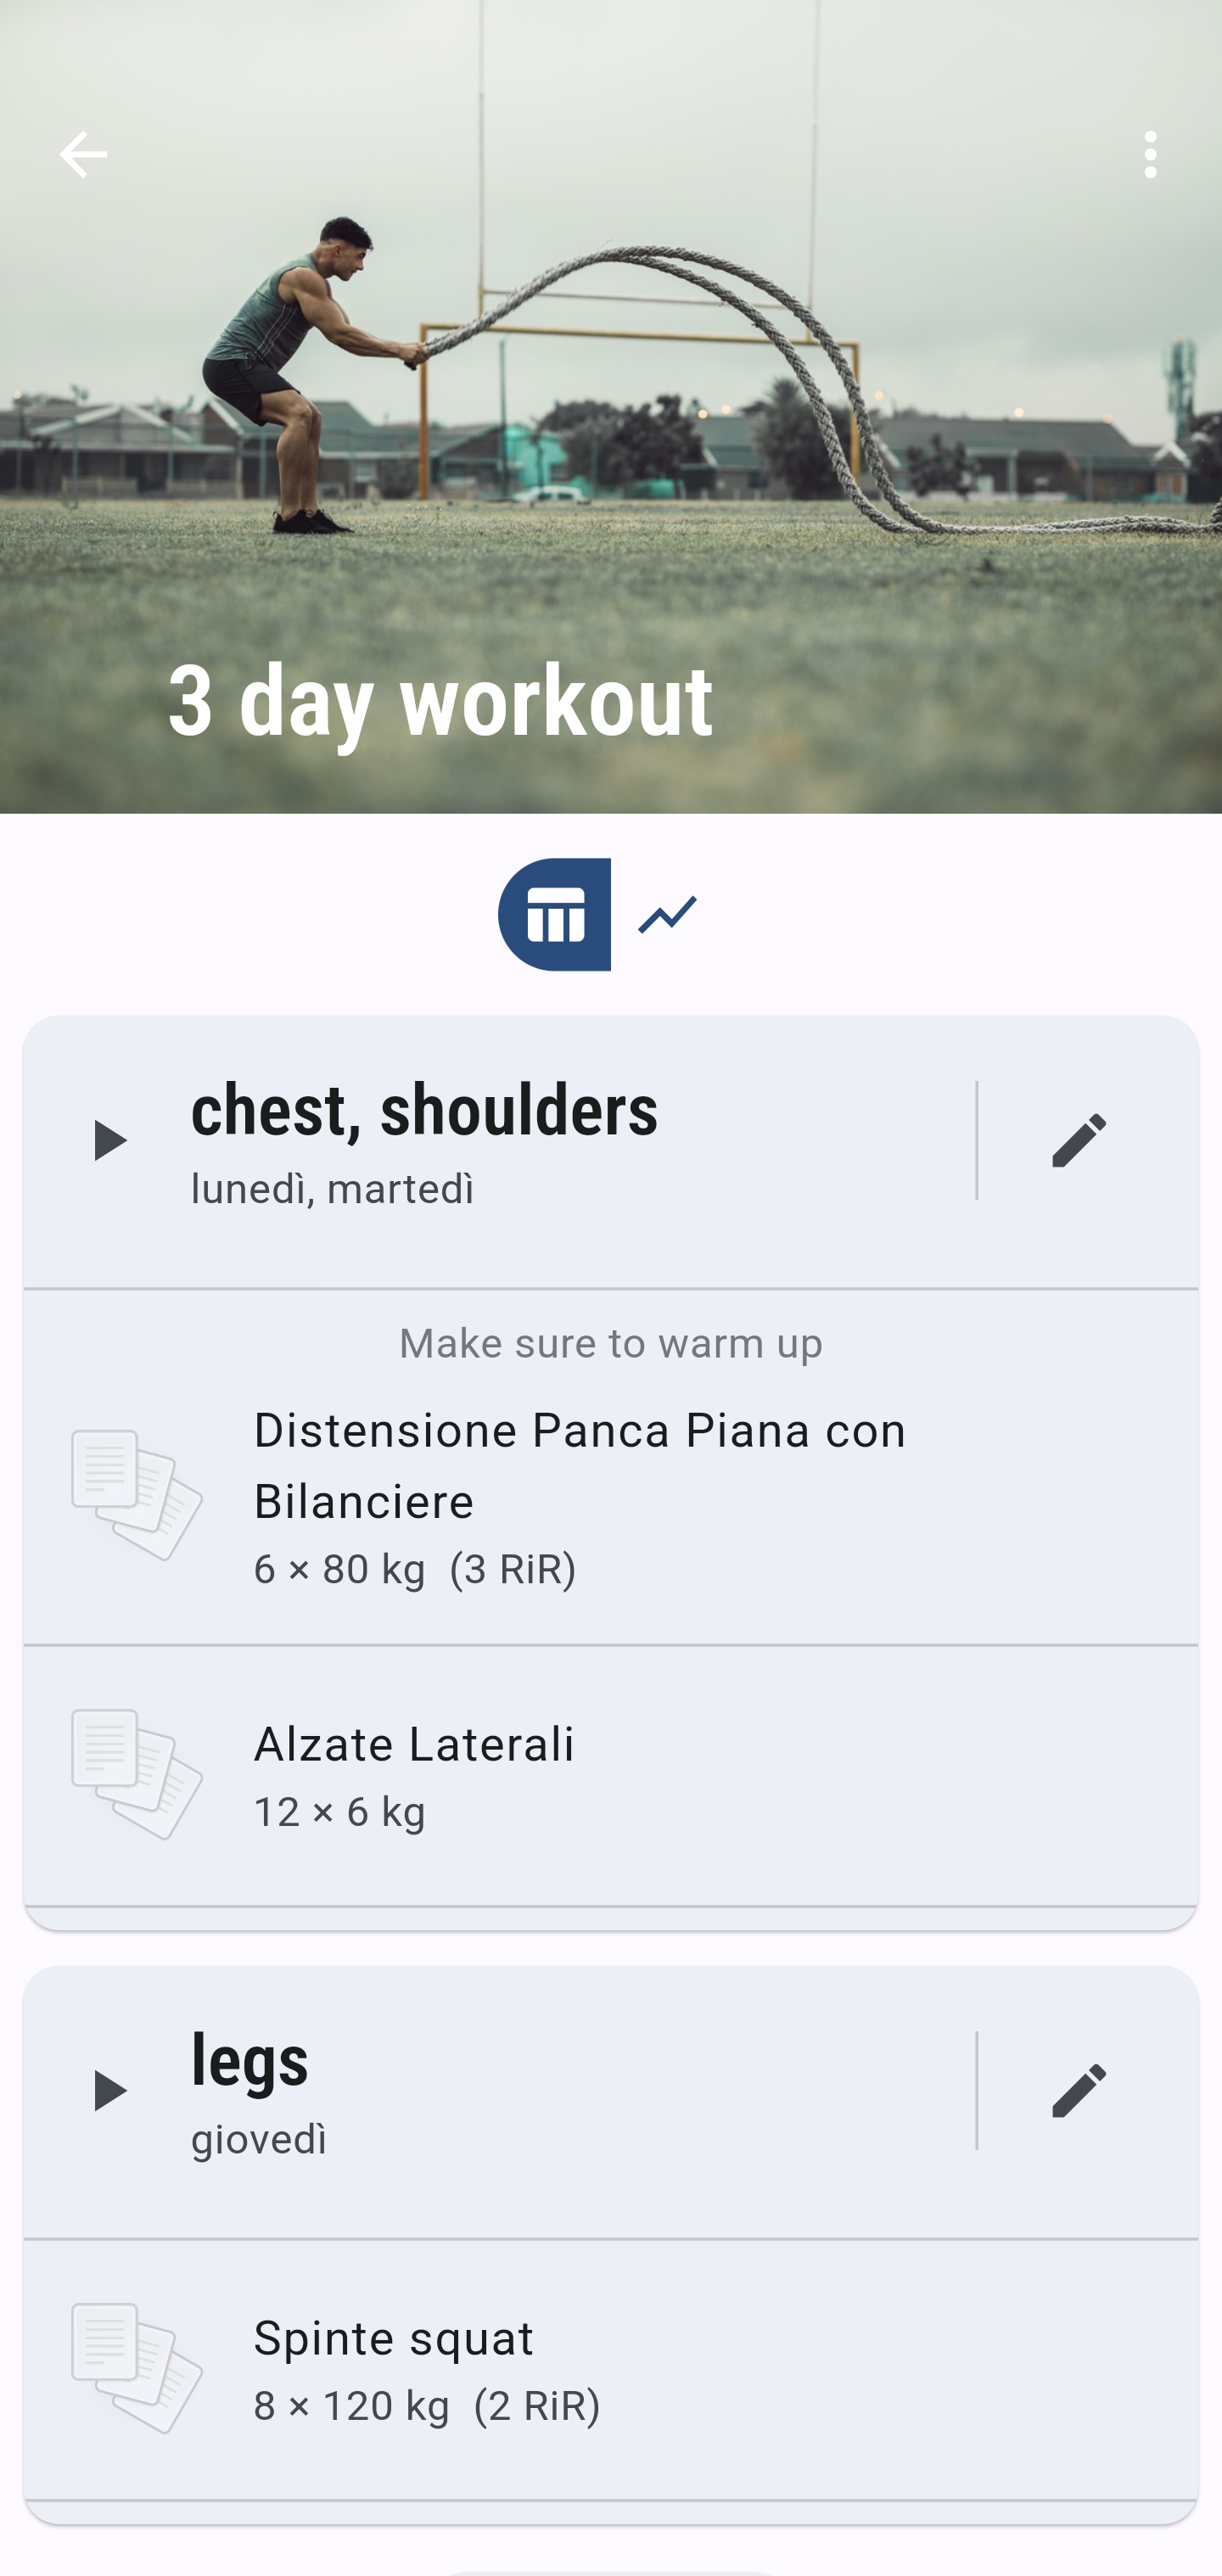 3 day workout
chest, shoulders
lunedì, martedì
Make sure to warm up
Distensione Panca Piana con
Bilanciere
6 × 80 kg (3 RiR)
Alzate Laterali
12 × 6 kg
legs
giovedì
Spinte squat
8 × 120 kg (2 RiR)